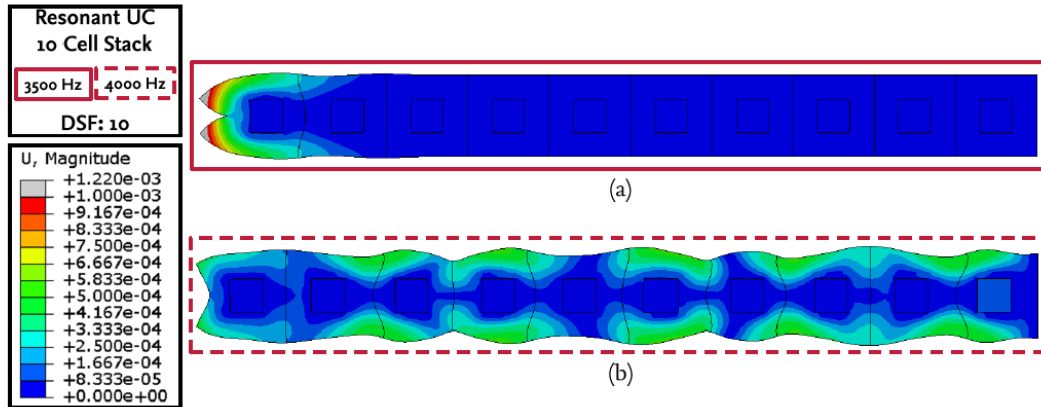 Resonant UC
10 Cell Stack
3500 Hz 4000 Hz
DSF: 10
U, Magnitude
+1.220e-03
+1.000e-03
+9.167e-04
+8.333e-04
+7.500e-04
+6.667e-04
+5.833e-04
+5.000e-04
+4.167e-04
+3.333e-04
+2.500e-04
+1.667e-04
+8.333e-05
+0.000e+00
(a)
(b)